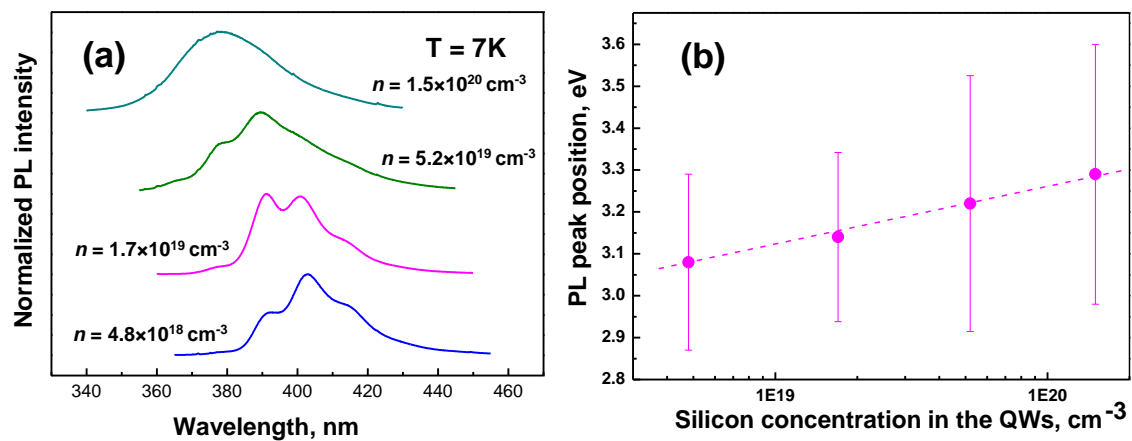 (a)
T = 7K
n = 1.5×10²⁰ cm⁻³
n = 5.2×10¹⁹ cm⁻³
n = 1.7×10¹⁹ cm⁻³
n = 4.8×10¹⁸ cm⁻³
Normalized PL intensity
340 360 380 400 420 440 460
Wavelength, nm
(b)
PL peak position, eV
3.6
3.5
3.4
3.3
3.2
3.1
3.0
2.9
2.8
1E19 1E20
Silicon concentration in the QWs, cm⁻³